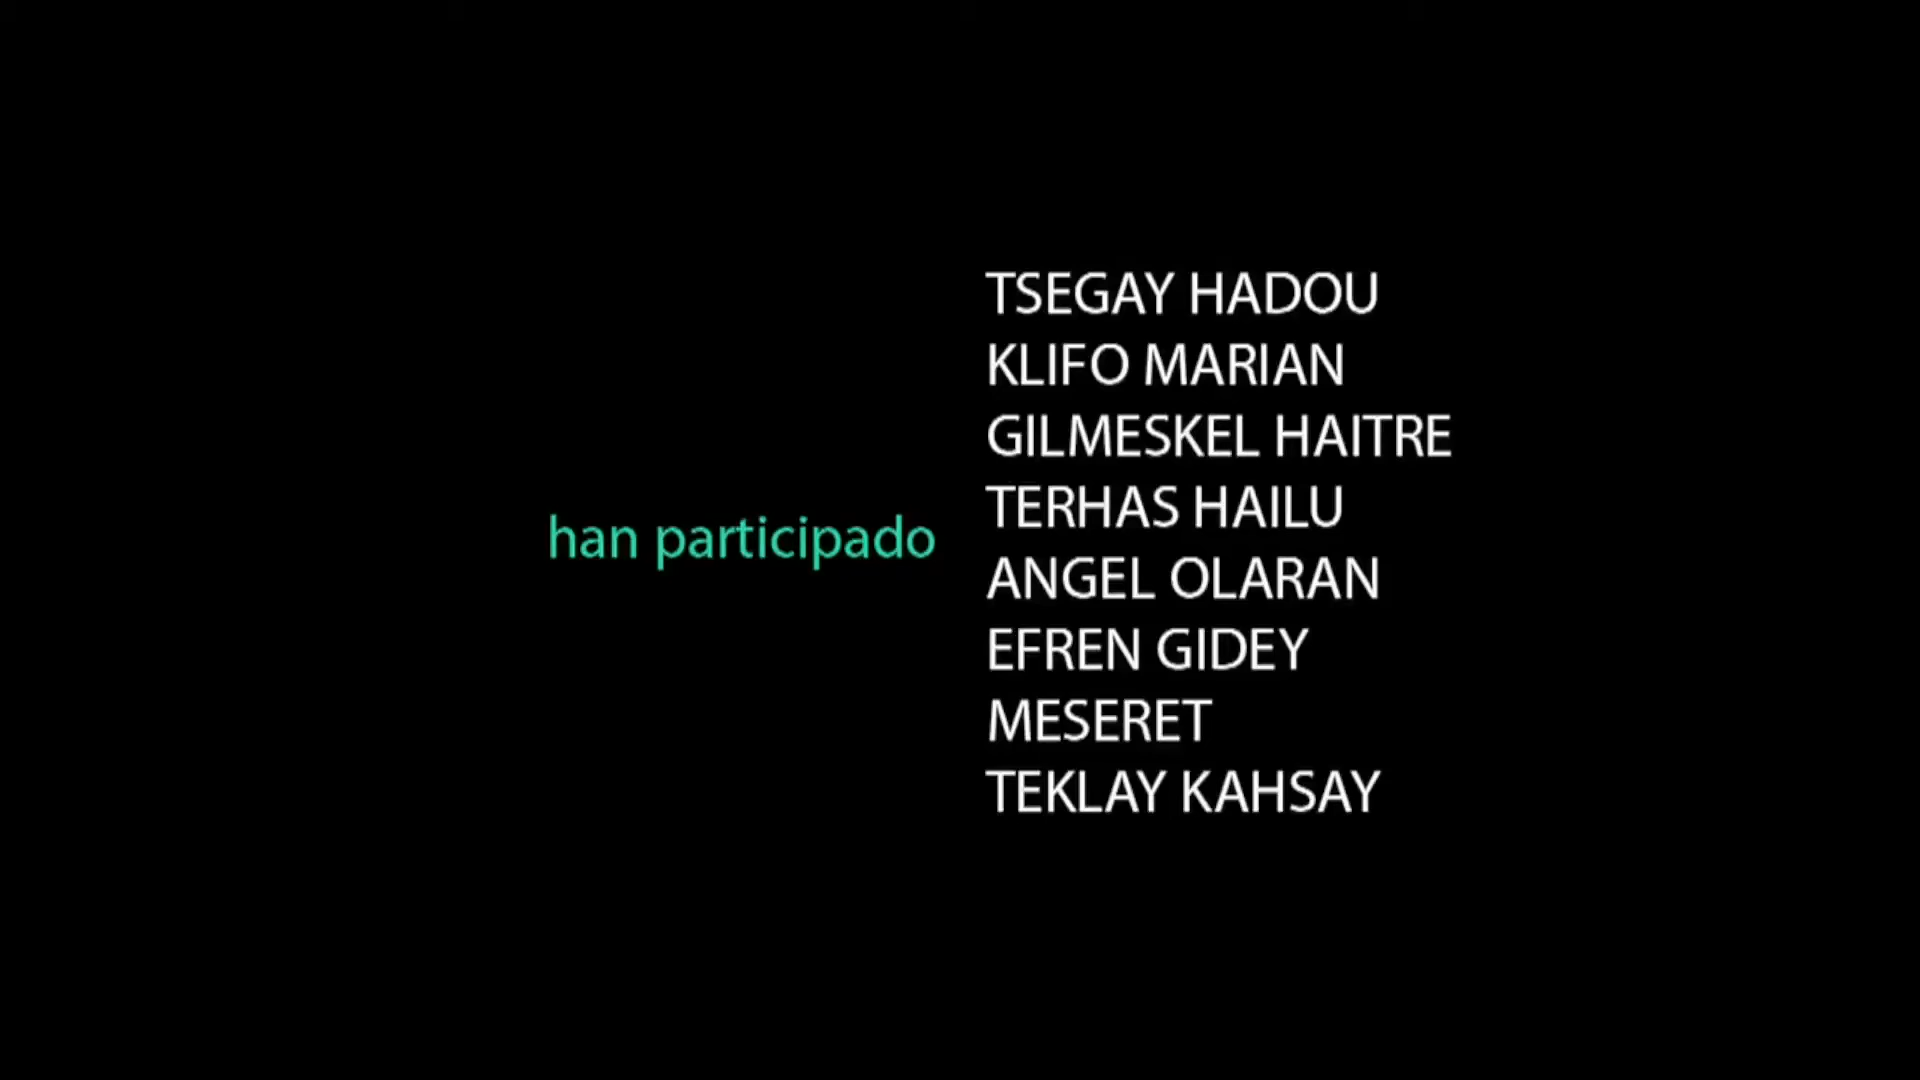 han participado
TSEGAY HADOU
KLIFO MARIAN
GILMESKEL HAITRE
TERHAS HAILU
ANGEL OLARAN
EFREN GIDEY
MESERET
TEKLAY KAHSAY